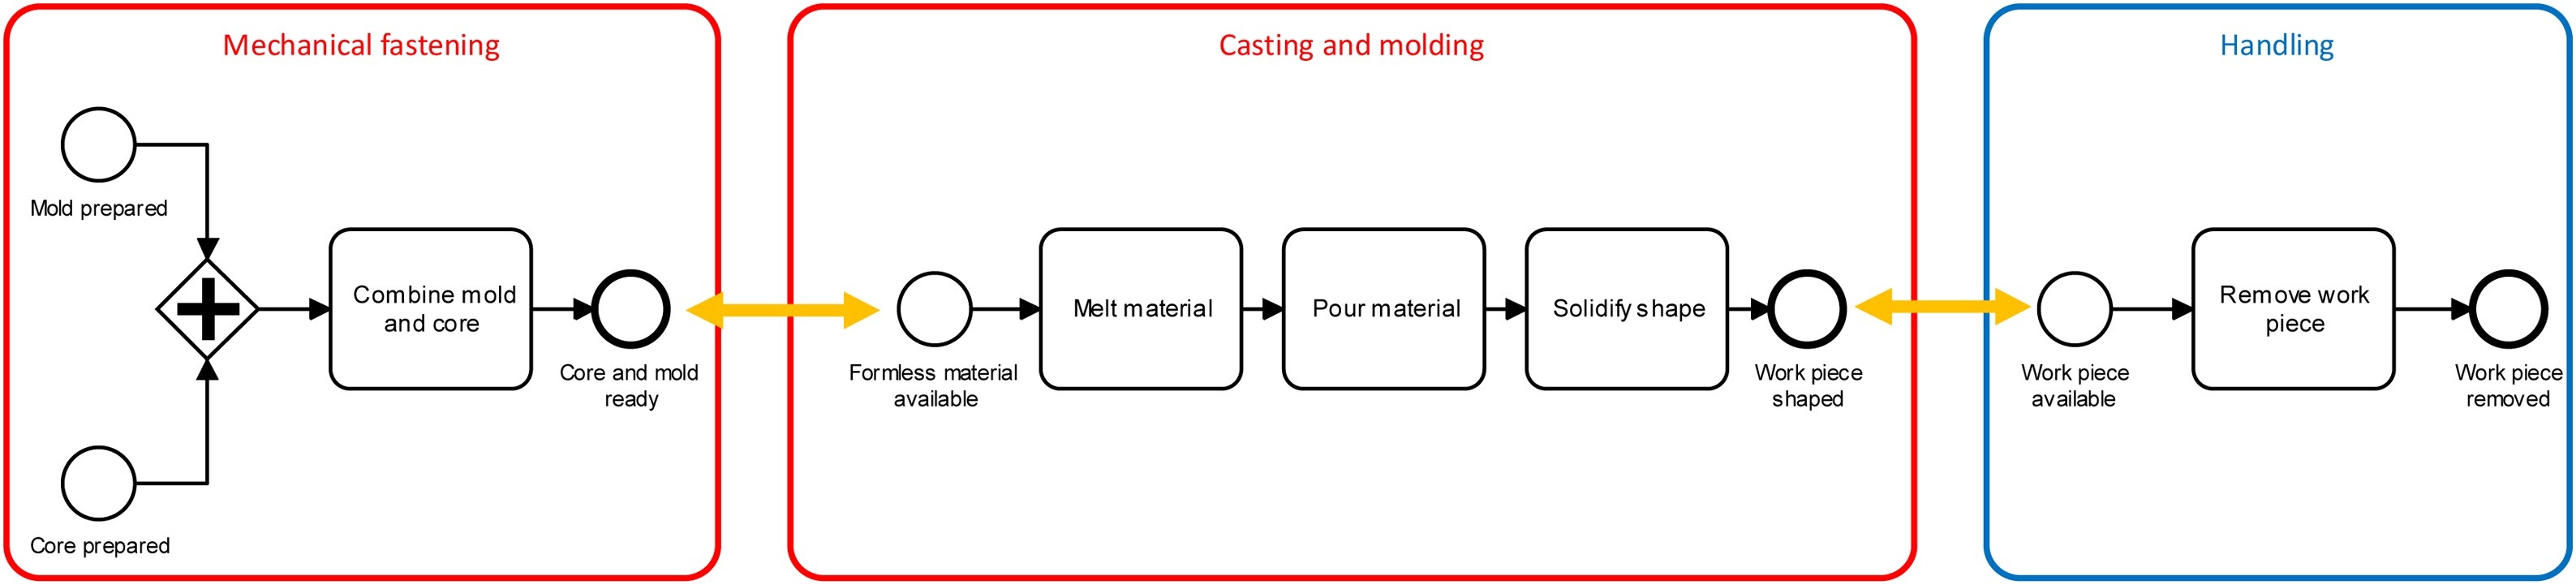 Mechanical fastening
Mold prepared
Combine mold
and core
Core and mold
ready
Core prepared
Casting and molding
Formless material
available
Melt material
Pour material
Solidify shape
Work piece
shaped
Handling
Work piece
available
Remove work
piece
Work piece
removed